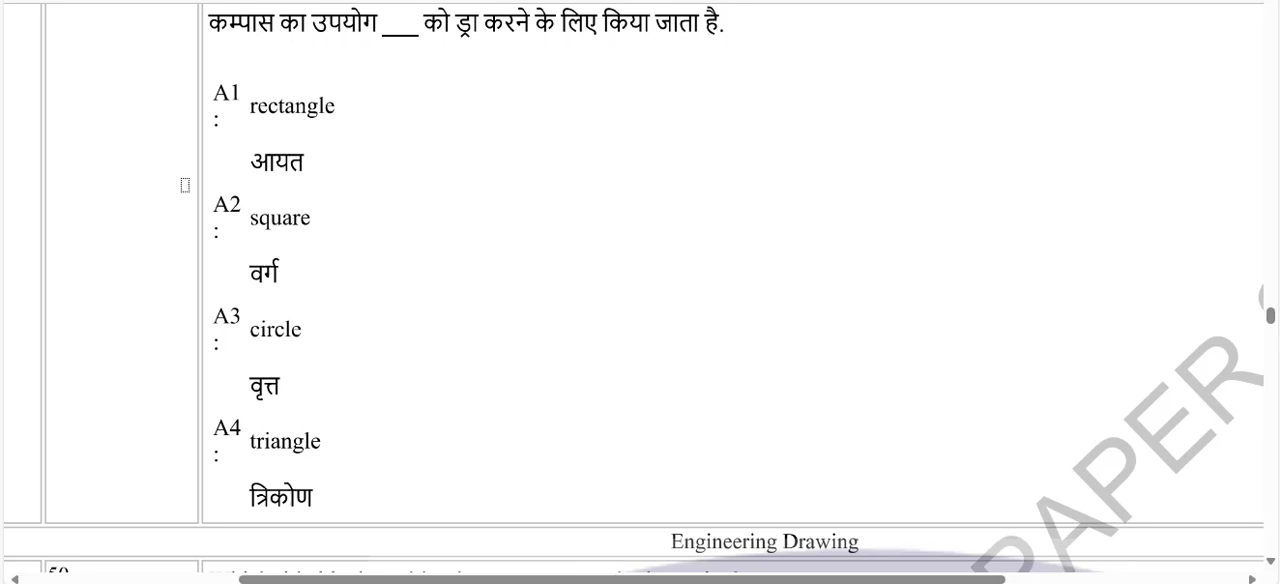 कम्पास का उपयोग ___ को ड्रा करने के लिए किया जाता है.
A1 : rectangle
आयत
A2 : square
वर्ग
A3 : circle
वृत्त
A4 : triangle
त्रिकोण
Engineering Drawing
PAPER